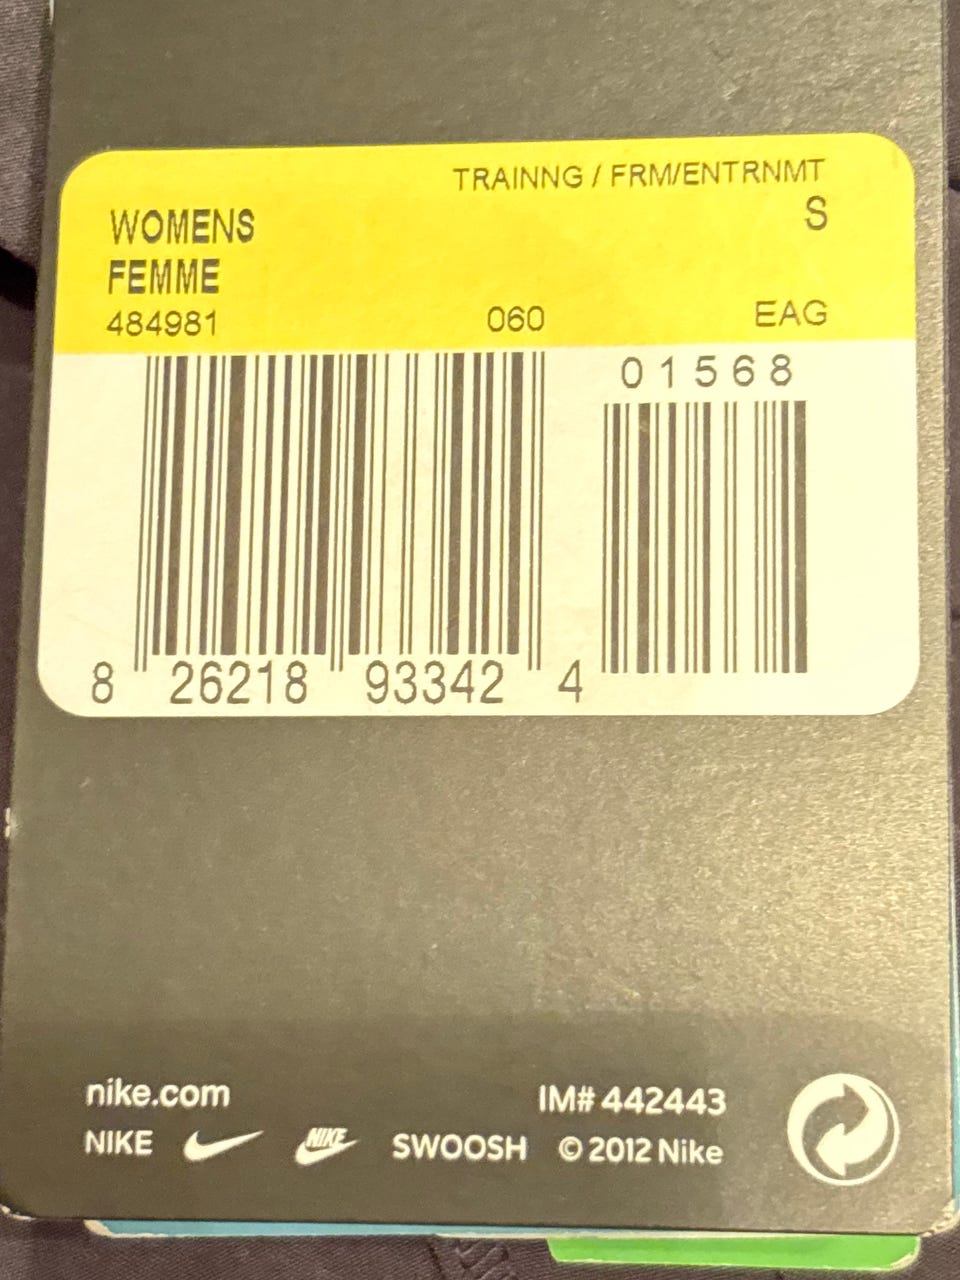 TRAINNG / FRM/ENTRNMT
WOMENS S
FEMME
484981 060 EAG
01568
8 26218 93342 4
nike.com IM# 442443
NIKE NIKE SWOOSH © 2012 Nike